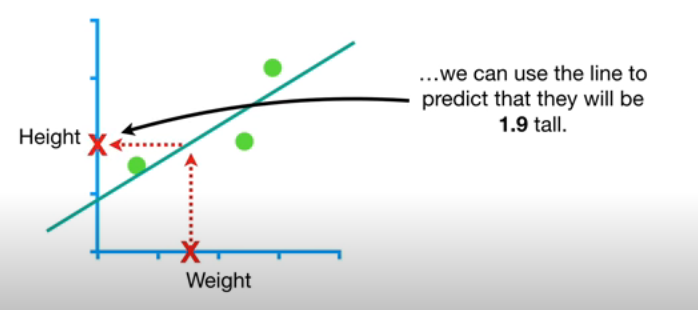 ...we can use the line to
predict that they will be
1.9 tall.
Height
Weight